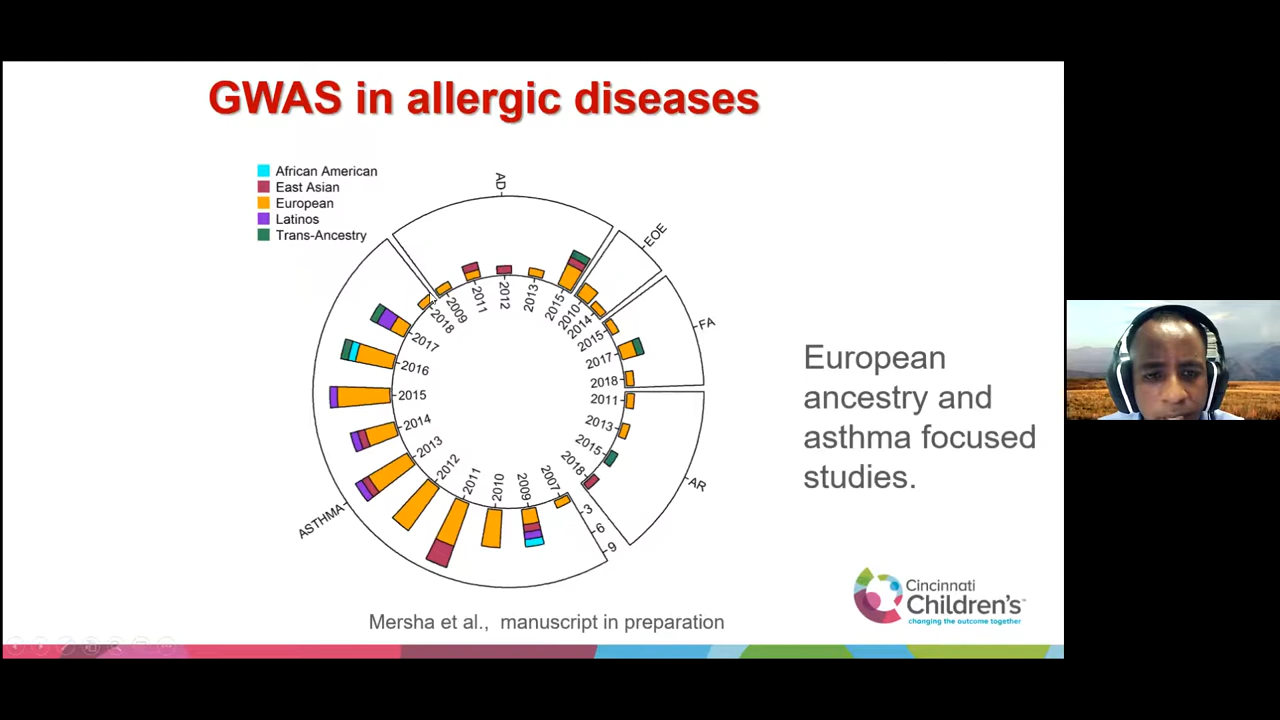 GWAS in allergic diseases
African American
East Asian
European
Latinos
Trans-Ancestry
AD
2009
2011
2012
2013
2015
EOE
2010
2014
FA
2015
2017
2018
AR
2011
2013
2015
2018
3
6
9
ASTHMA
2007
2009
2010
2011
2012
2013
2014
2015
2016
2017
2018
European
ancestry and
asthma focused
studies.
Mersha et al., manuscript in preparation
Cincinnati
Children's™
changing the outcome together